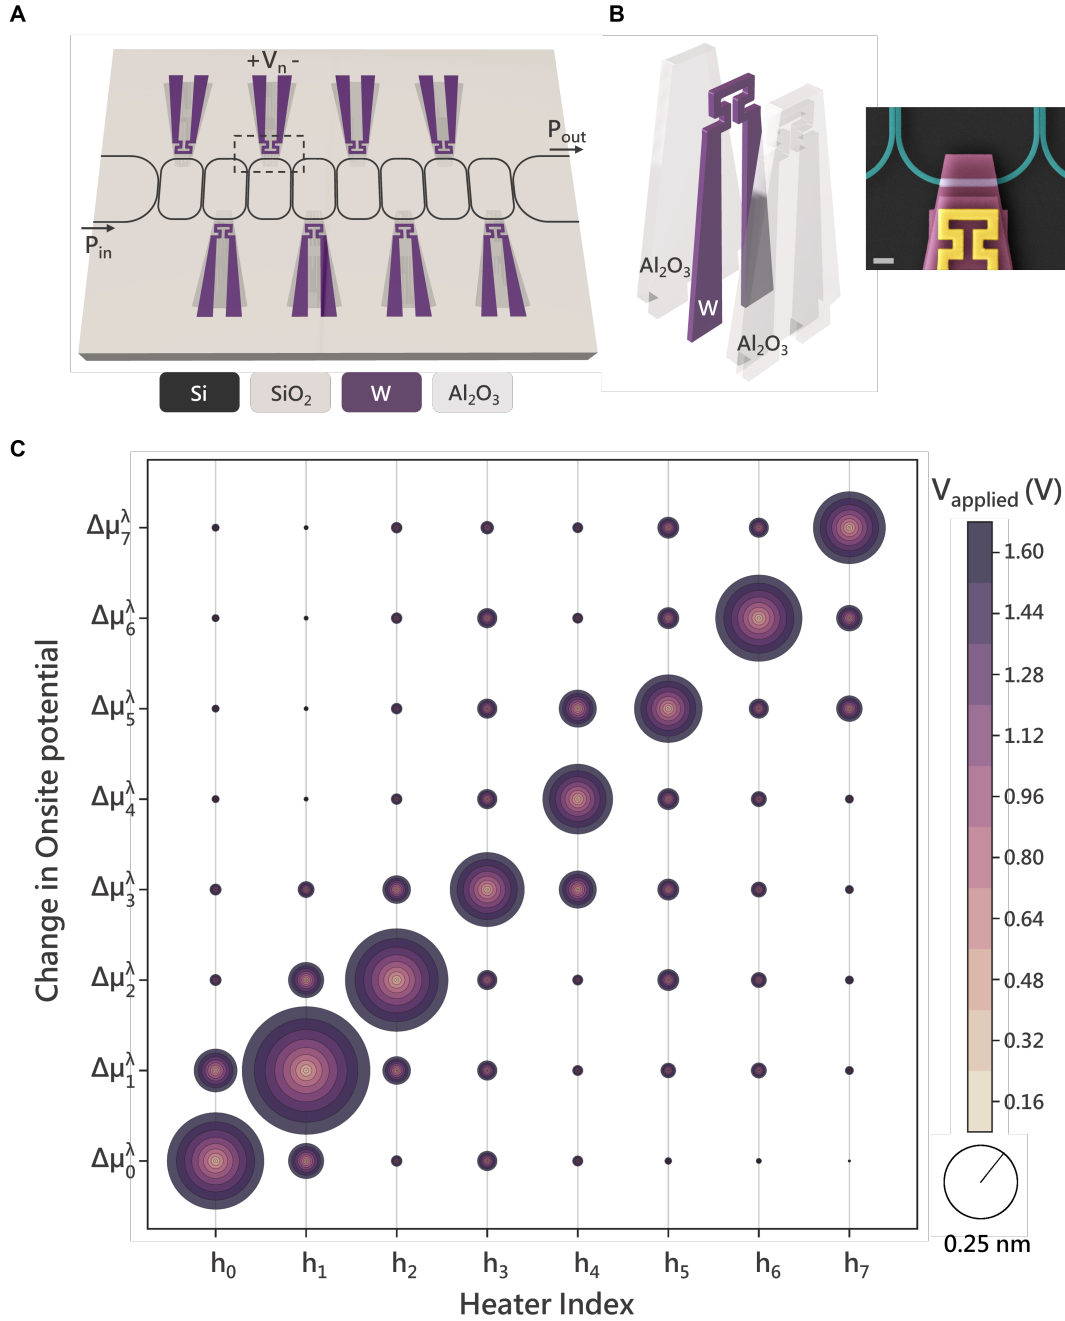 A
B
+Vn -
Pout
Pin
Al2O3
W
Al2O3
Si
SiO2
W
Al2O3
C
Vapplied (V)
Δμ7λ
Δμ6λ
Δμ5λ
Δμ4λ
Δμ3λ
Δμ2λ
Δμ1λ
Δμ0λ
Change in Onsite potential
1.60
1.44
1.28
1.12
0.96
0.80
0.64
0.48
0.32
0.16
0.25 nm
h0 h1 h2 h3 h4 h5 h6 h7
Heater Index